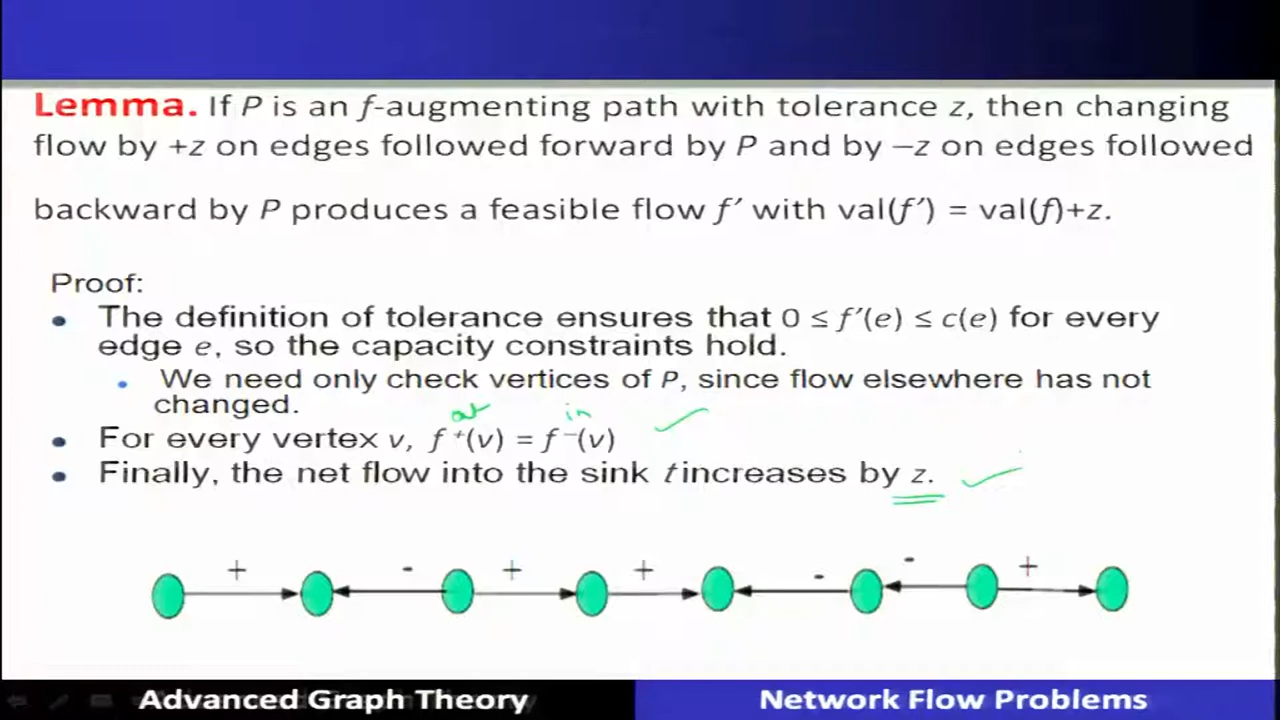 Lemma. If P is an f-augmenting path with tolerance z, then changing
flow by +z on edges followed forward by P and by –z on edges followed
backward by P produces a feasible flow f′ with val(f′) = val(f)+z.
Proof:
• The definition of tolerance ensures that 0 ≤ f′(e) ≤ c(e) for every
edge e, so the capacity constraints hold.
• We need only check vertices of P, since flow elsewhere has not
changed.
out in
• For every vertex v, f +(v) = f –(v)
• Finally, the net flow into the sink t increases by z.
+ - + + - - +
Advanced Graph Theory Network Flow Problems